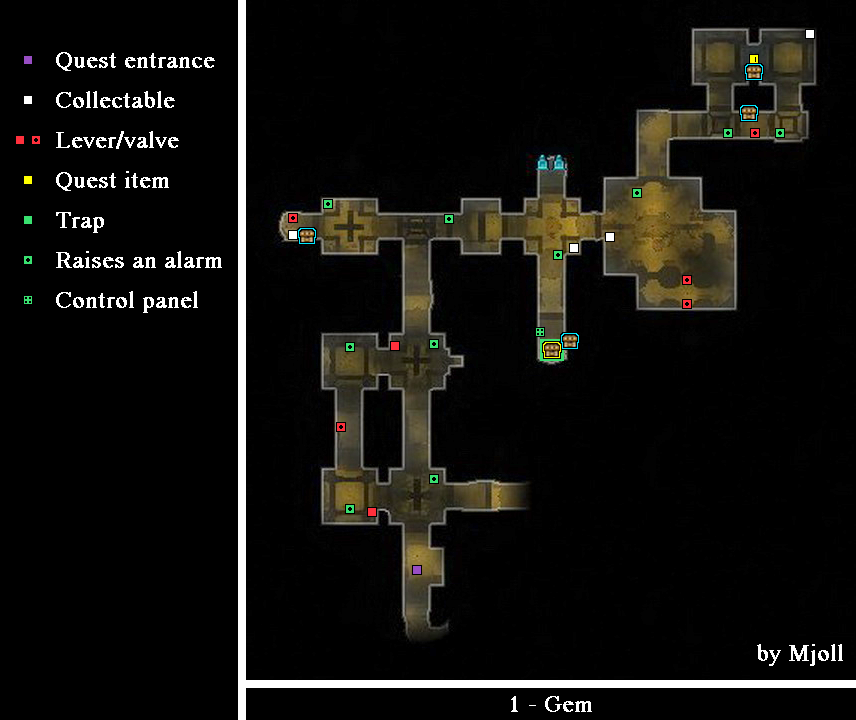 Quest entrance
Collectable
Lever/valve
Quest item
Trap
Raises an alarm
Control panel
by Mjoll
1 - Gem